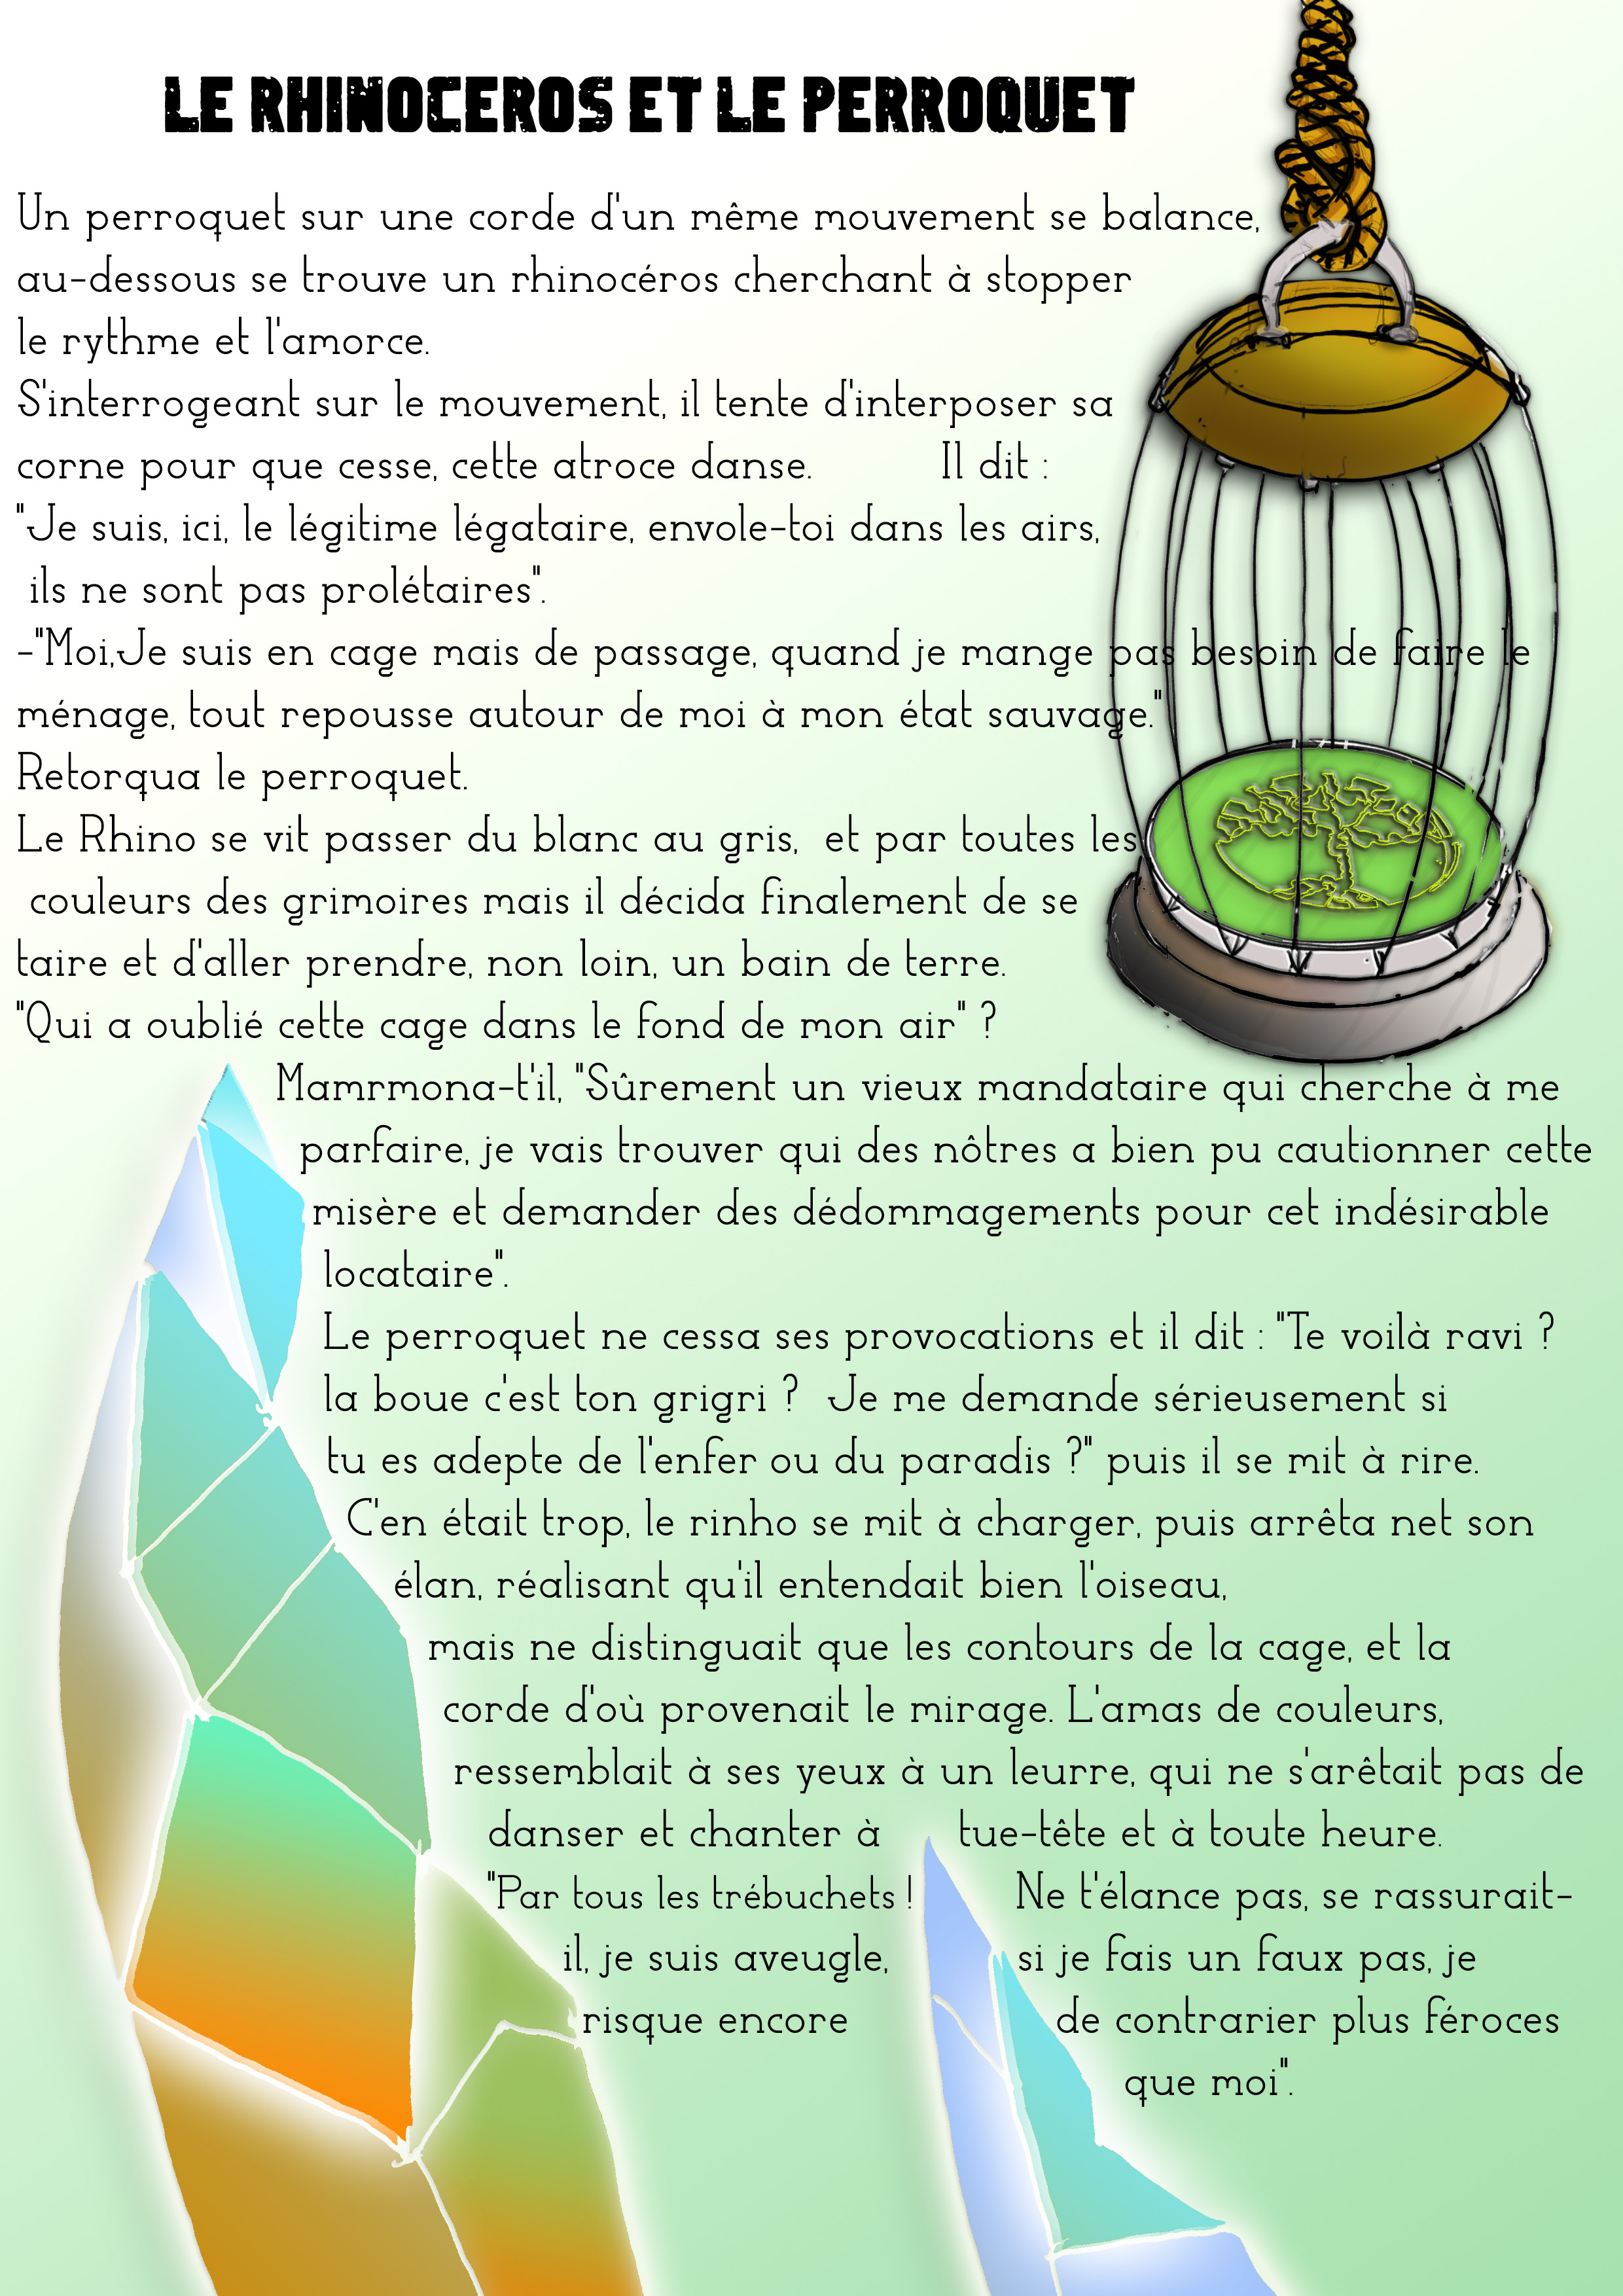 LE RHINOCEROS ET LE PERROQUET
Un perroquet sur une corde d'un même mouvement se balance,
au-dessous se trouve un rhinocéros cherchant à stopper
le rythme et l'amorce.
S'interrogeant sur le mouvement, il tente d'interposer sa
corne pour que cesse, cette atroce danse. Il dit :
"Je suis, ici, le légitime légataire, envole-toi dans les airs,
ils ne sont pas prolétaires".
-"Moi,Je suis en cage mais de passage, quand je mange pas besoin de faire le
ménage, tout repousse autour de moi à mon état sauvage."
Retorqua le perroquet.
Le Rhino se vit passer du blanc au gris, et par toutes les
couleurs des grimoires mais il décida finalement de se
taire et d'aller prendre, non loin, un bain de terre.
"Qui a oublié cette cage dans le fond de mon air" ?
Mamrmona-t'il, "Sûrement un vieux mandataire qui cherche à me
parfaire, je vais trouver qui des nôtres a bien pu cautionner cette
misère et demander des dédommagements pour cet indésirable
locataire".
Le perroquet ne cessa ses provocations et il dit : "Te voilà ravi ?
la boue c'est ton grigri ? Je me demande sérieusement si
tu es adepte de l'enfer ou du paradis ?" puis il se mit à rire.
C'en était trop, le rinho se mit à charger, puis arrêta net son
élan, réalisant qu'il entendait bien l'oiseau,
mais ne distinguait que les contours de la cage, et la
corde d'où provenait le mirage. L'amas de couleurs,
ressemblait à ses yeux à un leurre, qui ne s'arêtait pas de
danser et chanter à tue-tête et à toute heure.
"Par tous les trébuchets ! Ne t'élance pas, se rassurait-
il, je suis aveugle, si je fais un faux pas, je
risque encore de contrarier plus féroces
que moi".